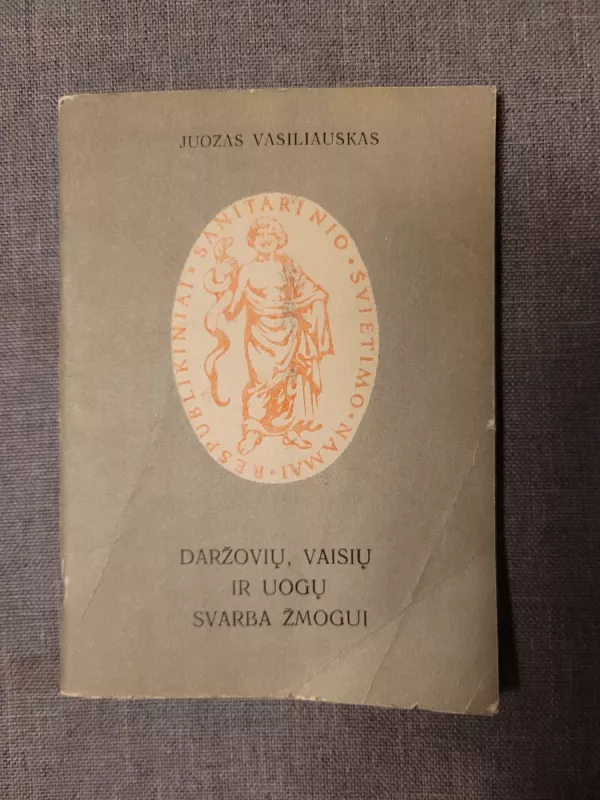 JUOZAS VASILIAUSKAS
RESPUBLIKINIAI · SANITARINIO · ŠVIETIMO · NAMAI ·
DARŽOVIŲ, VAISIŲ
IR UOGŲ
SVARBA ŽMOGUI